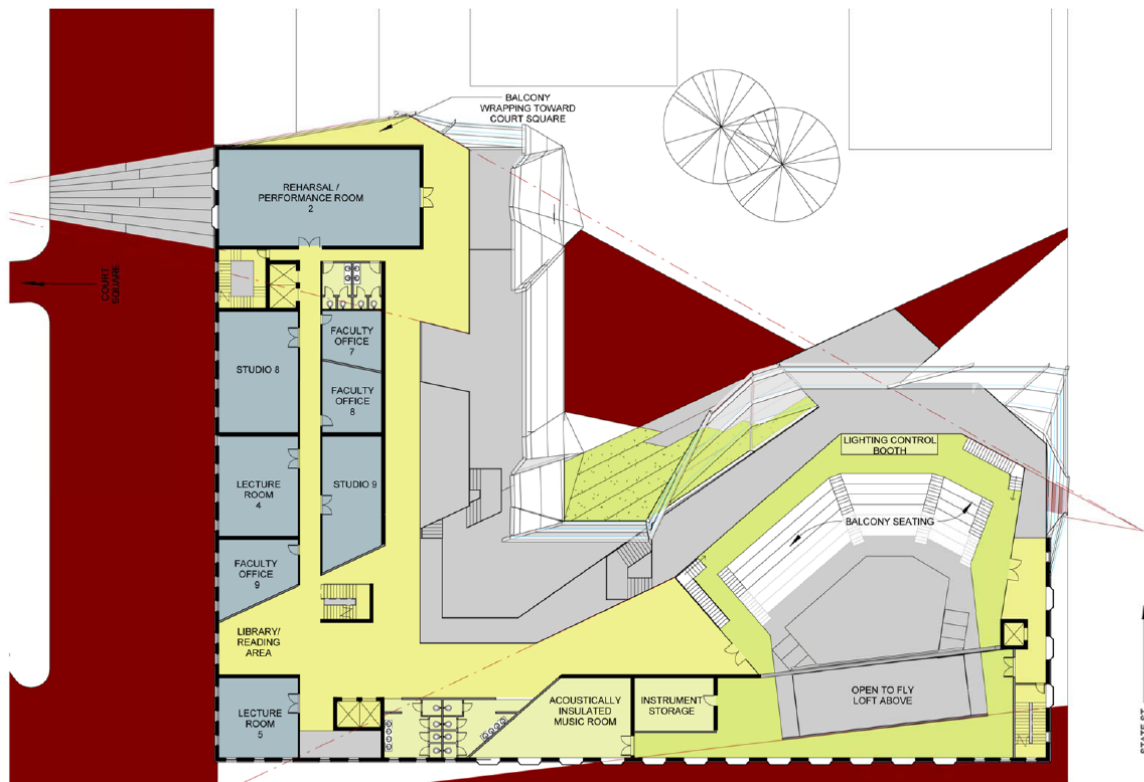 BALCONY
WRAPPING TOWARD
COURT SQUARE
REHARSAL /
PERFORMANCE ROOM
2
COURT
SQUARE
FACULTY
OFFICE
7
STUDIO 8
FACULTY
OFFICE
8
LIGHTING CONTROL
BOOTH
LECTURE
ROOM
4
STUDIO 9
BALCONY SEATING
FACULTY
OFFICE
9
LIBRARY/
READING
AREA
LECTURE
ROOM
5
ACOUSTICALLY
INSULATED
MUSIC ROOM
INSTRUMENT
STORAGE
OPEN TO FLY
LOFT ABOVE
STATE ST